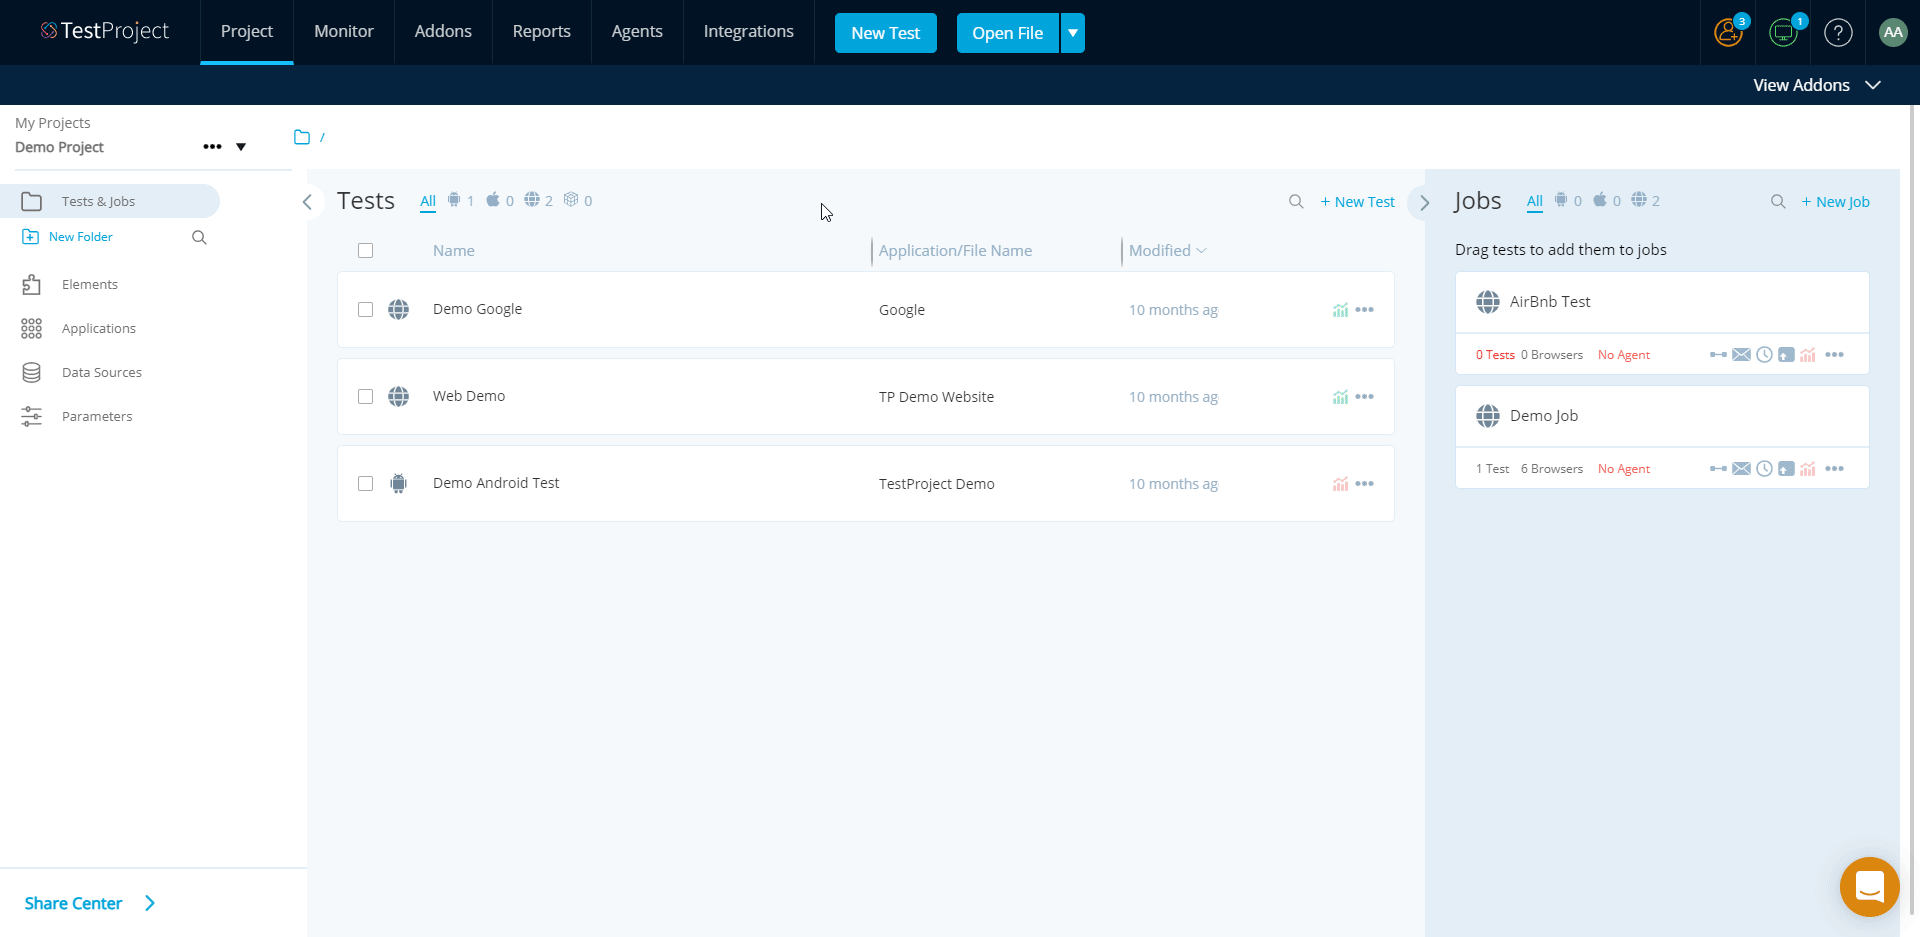 TestProject
Project
Monitor
Addons
Reports
Agents
Integrations
New Test
Open File
3
1
?
AA
View Addons
My Projects
Demo Project
/
Tests & Jobs
New Folder
Elements
Applications
Data Sources
Parameters
Share Center
Tests
All 1 0 2 0
+ New Test
Name
Application/File Name
Modified
Demo Google
Google
10 months ag
Web Demo
TP Demo Website
10 months ag
Demo Android Test
TestProject Demo
10 months ag
Jobs
All 0 0 2
+ New Job
Drag tests to add them to jobs
AirBnb Test
0 Tests 0 Browsers No Agent
Demo Job
1 Test 6 Browsers No Agent